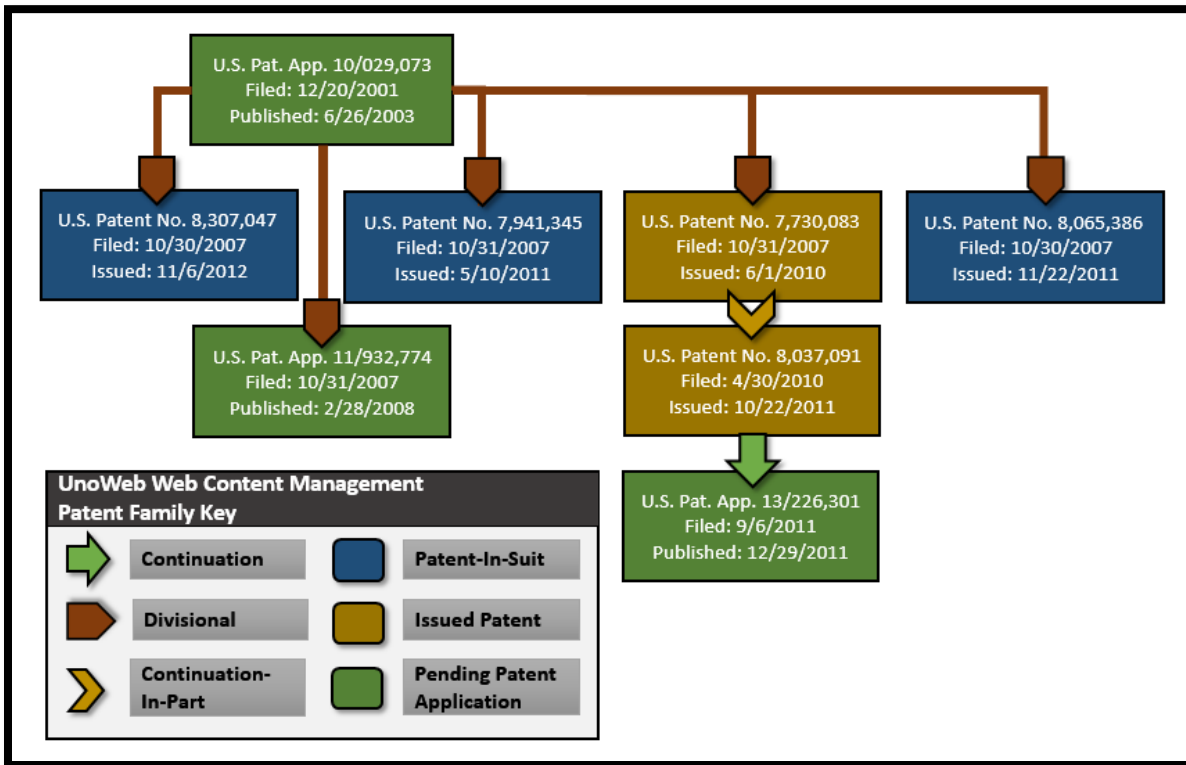 U.S. Pat. App. 10/029,073
Filed: 12/20/2001
Published: 6/26/2003
U.S. Patent No. 8,307,047
Filed: 10/30/2007
Issued: 11/6/2012
U.S. Patent No. 7,941,345
Filed: 10/31/2007
Issued: 5/10/2011
U.S. Patent No. 7,730,083
Filed: 10/31/2007
Issued: 6/1/2010
U.S. Patent No. 8,065,386
Filed: 10/30/2007
Issued: 11/22/2011
U.S. Pat. App. 11/932,774
Filed: 10/31/2007
Published: 2/28/2008
U.S. Patent No. 8,037,091
Filed: 4/30/2010
Issued: 10/22/2011
U.S. Pat. App. 13/226,301
Filed: 9/6/2011
Published: 12/29/2011
UnoWeb Web Content Management
Patent Family Key
Continuation
Patent-In-Suit
Divisional
Issued Patent
Continuation-
In-Part
Pending Patent
Application